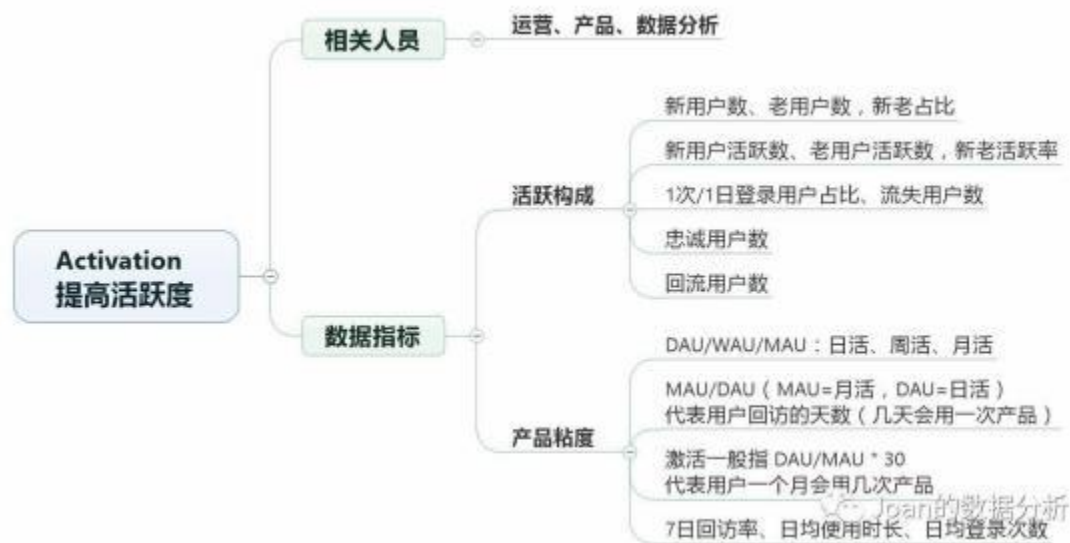 Activation
提高活跃度
相关人员
运营、产品、数据分析
数据指标
活跃构成
新用户数、老用户数，新老占比
新用户活跃数、老用户活跃数，新老活跃率
1次/1日登录用户占比、流失用户数
忠诚用户数
回流用户数
产品粘度
DAU/WAU/MAU：日活、周活、月活
MAU/DAU（MAU=月活，DAU=日活）
代表用户回访的天数（几天会用一次产品）
激活一般指 DAU/MAU * 30
代表用户一个月会用几次产品
7日回访率、日均使用时长、日均登录次数
Joan的数据分析